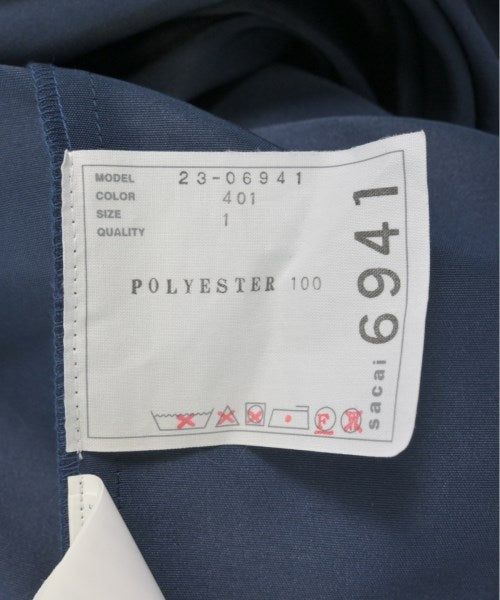 MODEL 23-06941
COLOR 401
SIZE 1
QUALITY
POLYESTER 100
sacai 6941
F